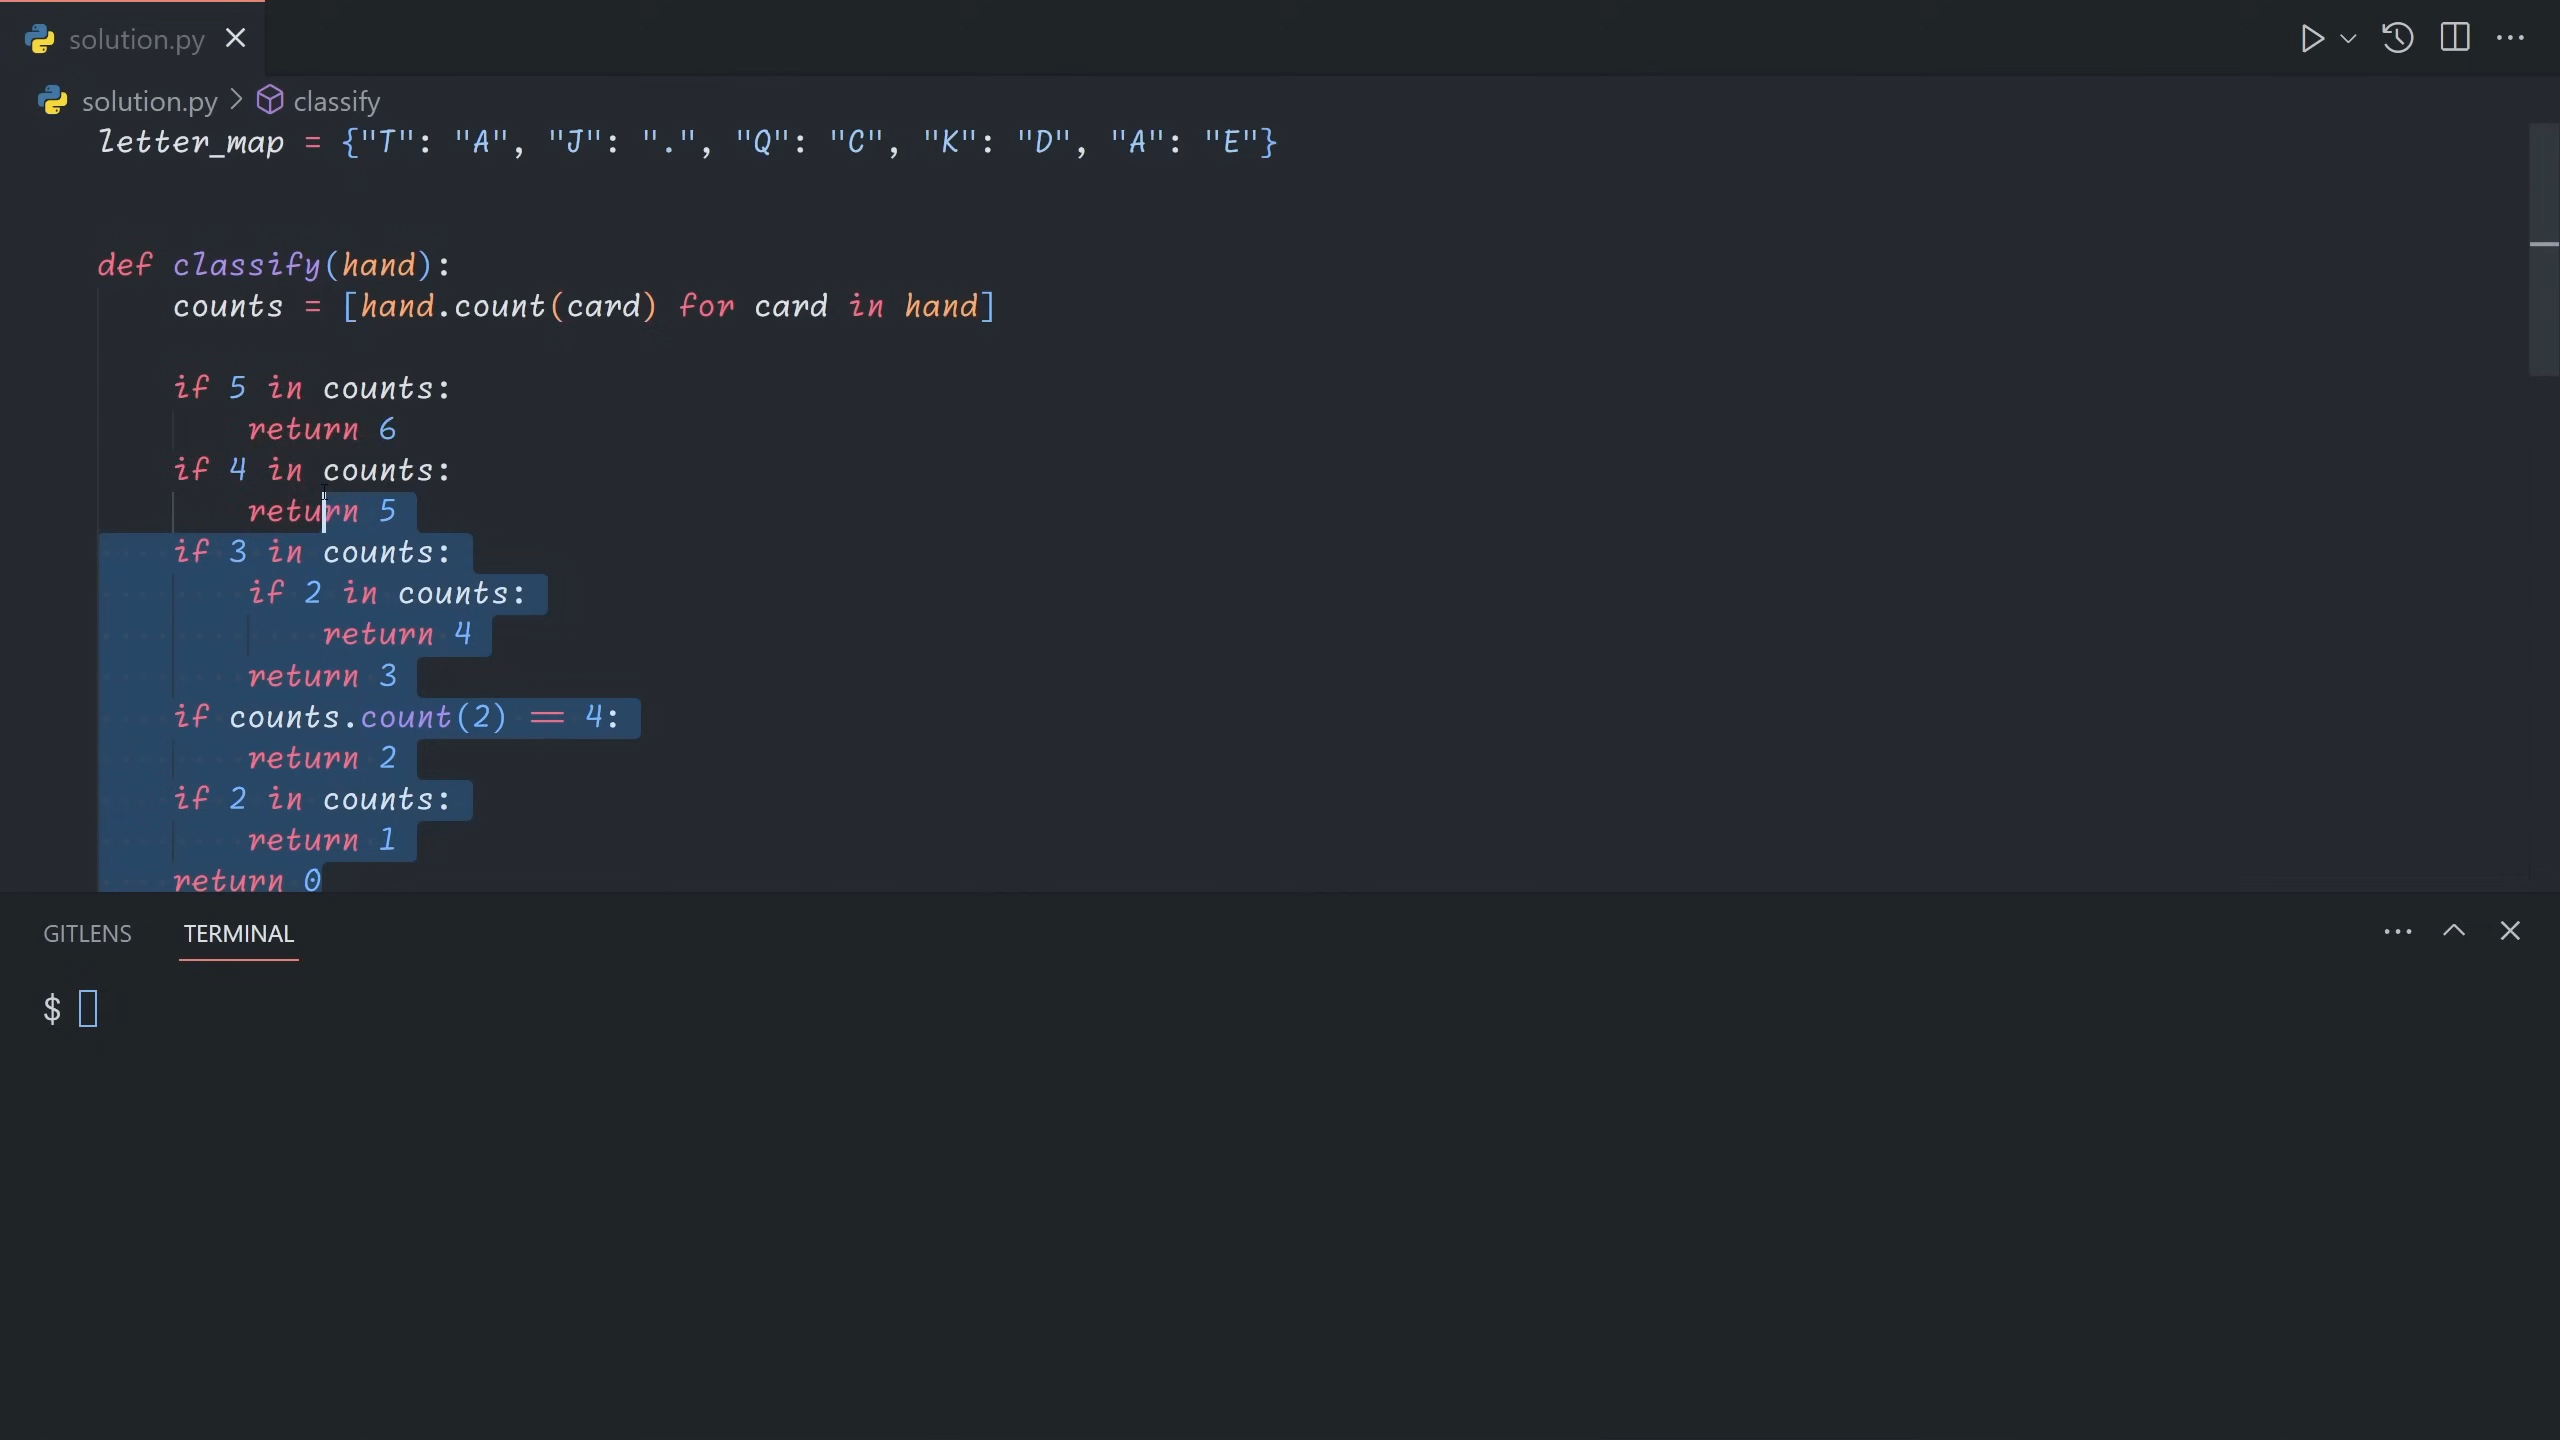 solution.py
solution.py > classify
letter_map = {"T": "A", "J": ".", "Q": "C", "K": "D", "A": "E"}
def classify(hand):
    counts = [hand.count(card) for card in hand]
    if 5 in counts:
        return 6
    if 4 in counts:
        return 5
    if 3 in counts:
        if 2 in counts:
            return 4
        return 3
    if counts.count(2) == 4:
        return 2
    if 2 in counts:
        return 1
    return 0
GITLENS TERMINAL
$